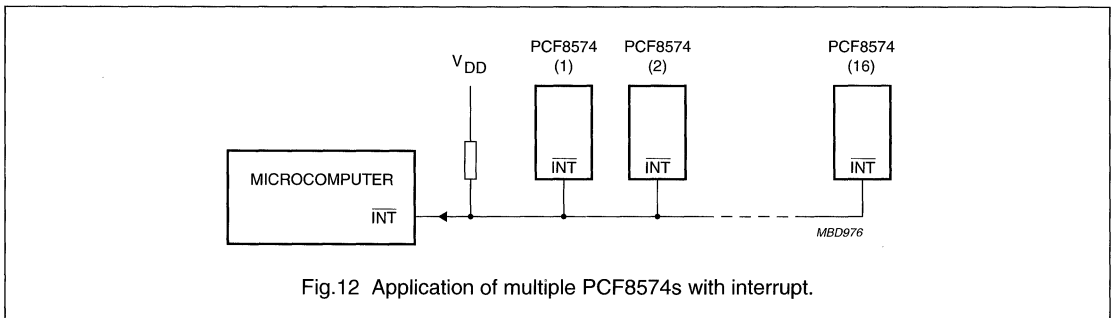 PCF8574
(1)
PCF8574
(2)
PCF8574
(16)
VDD
INT
INT
INT
MICROCOMPUTER
INT
MBD976
Fig.12 Application of multiple PCF8574s with interrupt.